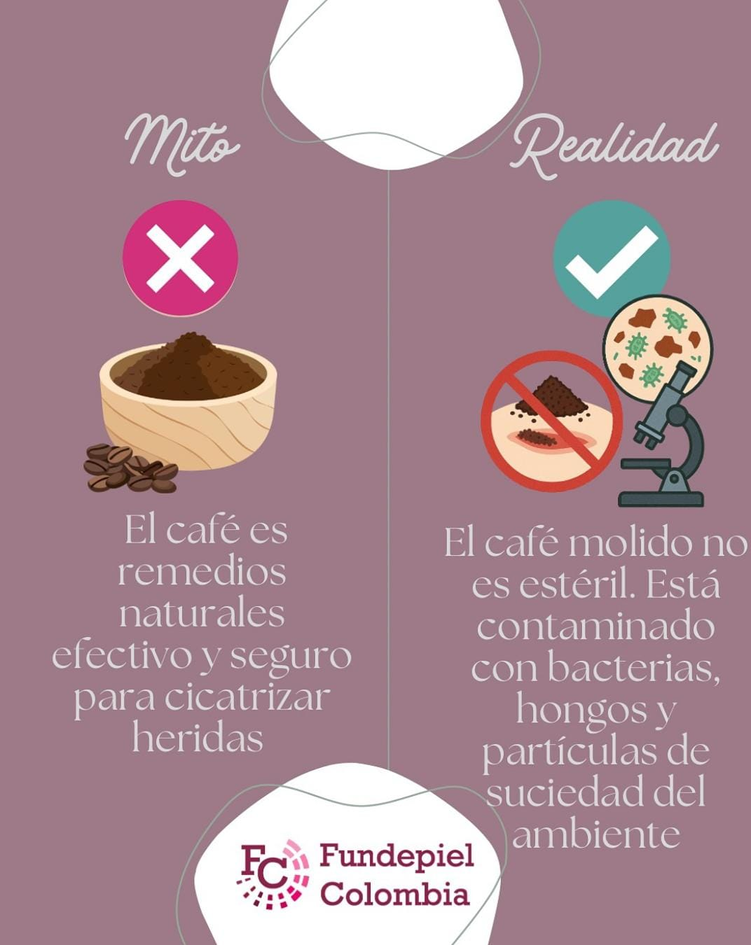 Mito
El café es
remedios
naturales
efectivo y seguro
para cicatrizar
heridas
Realidad
El café molido no
es estéril. Está
contaminado
con bacterias,
hongos y
partículas de
suciedad del
ambiente
FC
Fundepiel
Colombia